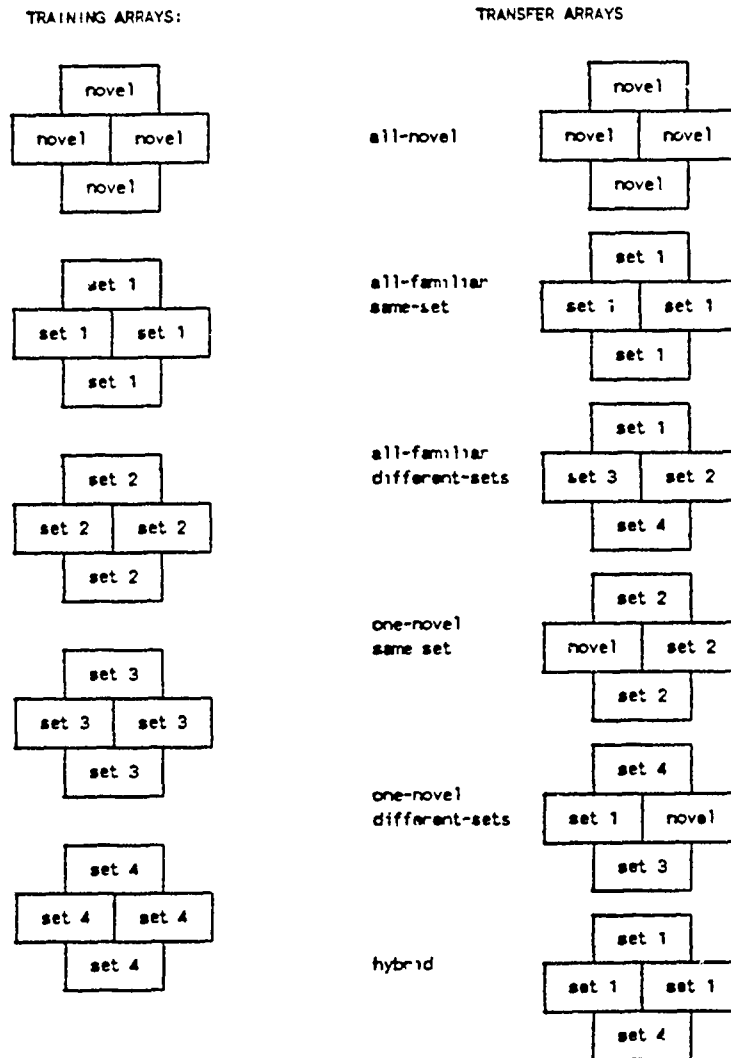 TRAINING ARRAYS:
novel
novel novel
novel
set 1
set 1 set 1
set 1
set 2
set 2 set 2
set 2
set 3
set 3 set 3
set 3
set 4
set 4 set 4
set 4
TRANSFER ARRAYS
all-novel
novel
novel novel
novel
all-familiar
same-set
set 1
set 1 set 1
set 1
all-familiar
different-sets
set 1
set 3 set 2
set 4
one-novel
same set
set 2
novel set 2
set 2
one-novel
different-sets
set 4
set 1 novel
set 3
hybrid
set 1
set 1 set 1
set 4